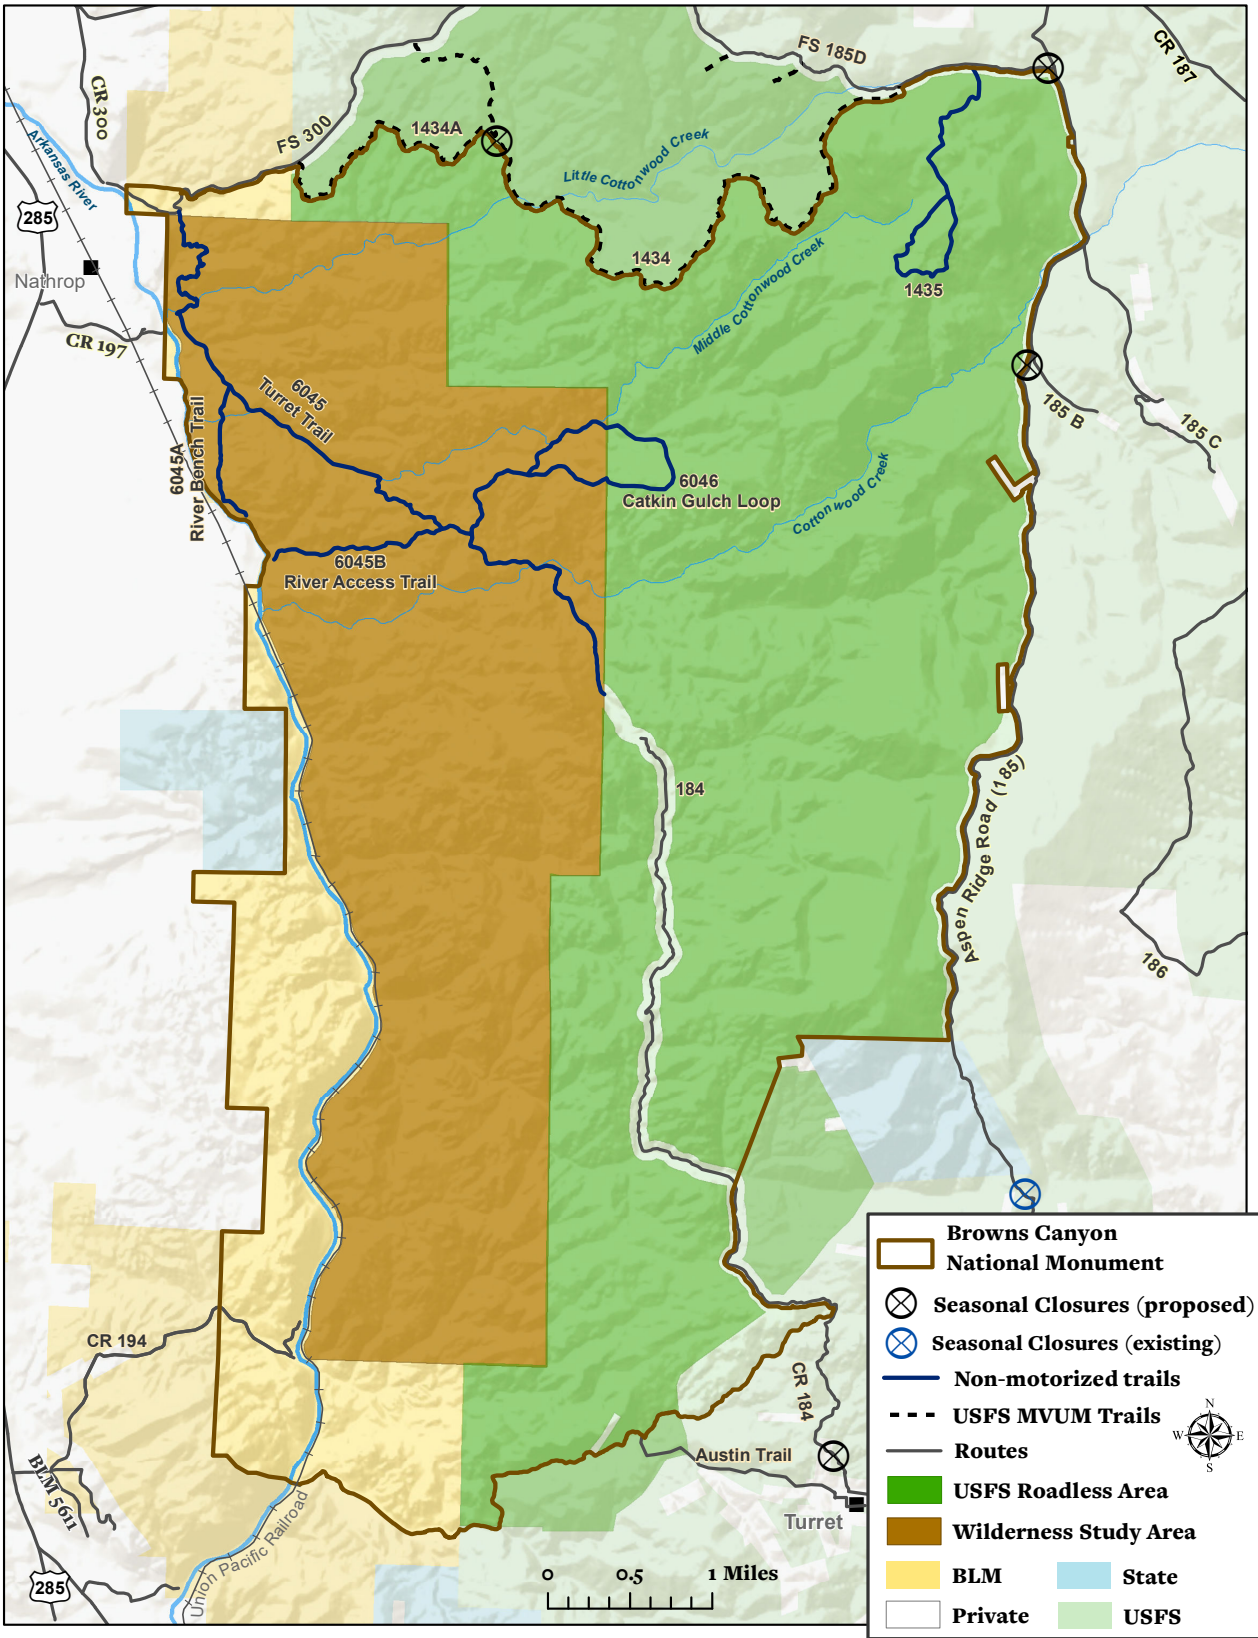 FS 185D
CR 187
CR 300
1434A
FS 300
Arkansas River
Little Cottonwood Creek
285
1434
Middle Cottonwood Creek
Nathrop
1435
CR 197
6045
Turret Trail
185 B
185 C
6045A
River Bench Trail
6046
Catkin Gulch Loop
Cottonwood Creek
6045B
River Access Trail
184
Aspen Ridge Road (185)
186
CR 194
CR 184
Austin Trail
BLM 5611
Turret
Union Pacific Railroad
285
0 0.5 1 Miles
Browns Canyon
National Monument
Seasonal Closures (proposed)
Seasonal Closures (existing)
Non-motorized trails
USFS MVUM Trails
N
W E
S
Routes
USFS Roadless Area
Wilderness Study Area
BLM State
Private USFS